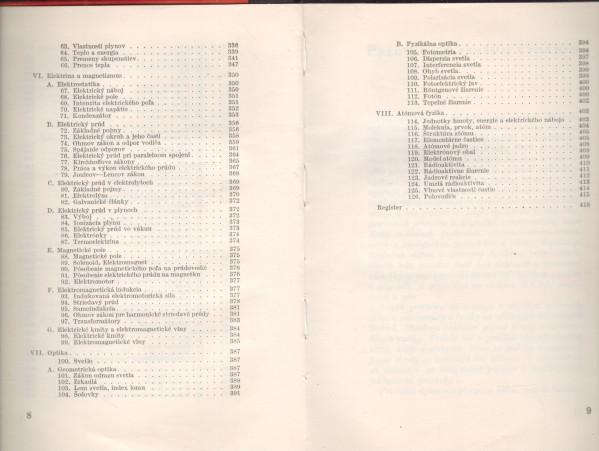 63. Vlastnosti plynov 336
64. Teplo a energia 339
65. Premeny skupenstiev 341
66. Prenos tepla 347
VI. Elektrina a magnetizmus 350
A. Elektrostatika 350
67. Elektrický náboj 350
68. Elektrické pole 350
69. Intenzita elektrického poľa 351
70. Elektrické napätie 352
71. Kondenzátor 353
B. Elektrický prúd 356
72. Základné pojmy 356
73. Elektrický okruh a jeho časti 358
74. Ohmov zákon a odpor vodiča 359
75. Spájanie odporov 361
76. Elektrický prúd pri paralelnom spojení 364
77. Kirchhoffove zákony 365
78. Práca a výkon elektrického prúdu 367
79. Joulov—Lencov zákon 368
C. Elektrický prúd v elektrolytoch 369
80. Základné pojmy 369
81. Elektrolýza 370
82. Galvanické články 372
D. Elektrický prúd v plynoch 372
83. Výboj 372
84. Ionizácia plynu 372
85. Elektrický prúd vo vákuu 373
86. Elektrónky 374
87. Termoelektrina 374
E. Magnetické pole 375
88. Magnetické pole 375
89. Solenoid, Elektromagnet 375
90. Pôsobenie magnetického poľa na prúdovodič 376
91. Pôsobenie elektrického prúdu na magnetku 376
92. Elektromotor 376
F. Elektromagnetická indukcia 377
93. Indukovaná elektromotorická sila 377
94. Striedavý prúd 378
95. Samoindukcia 381
96. Ohmov zákon pre harmonické striedavé prúdy 381
97. Transformátory 383
G. Elektrické kmity a elektromagnetické vlny 384
98. Elektrické kmity 384
99. Elektromagnetické vlny 385
VII. Optika 387
100. Svetlo 387
A. Geometrická optika 387
101. Zákon odrazu svetla 387
102. Zrkadlá 388
103. Lom svetla, index lomu 389
104. Šošovky 391
8
B. Fyzikálna optika 394
105. Fotometria 394
106. Disperzia svetla 397
107. Interferencia svetla 398
108. Ohyb svetla 399
109. Polarizácia svetla 399
110. Fotoelektrický jav 400
111. Röntgenové žiarenie 400
112. Fotón 400
113. Tepelné žiarenie 400
VIII. Atómová fyzika 402
114. Jednotky hmoty, energie a elektrického náboja 402
115. Molekula, prvok, atóm 403
116. Štruktúra atómu 403
117. Elementárne častice 404
118. Atómové jadro 405
119. Elektrónový obal 408
120. Model atómu 409
121. Rádioaktivita 410
122. Rádioaktívne žiarenie 411
123. Jadrové reakcie 412
124. Umelá rádioaktivita 413
125. Vlnové vlastnosti častíc 414
126. Polovodiče 415
Register 418
9